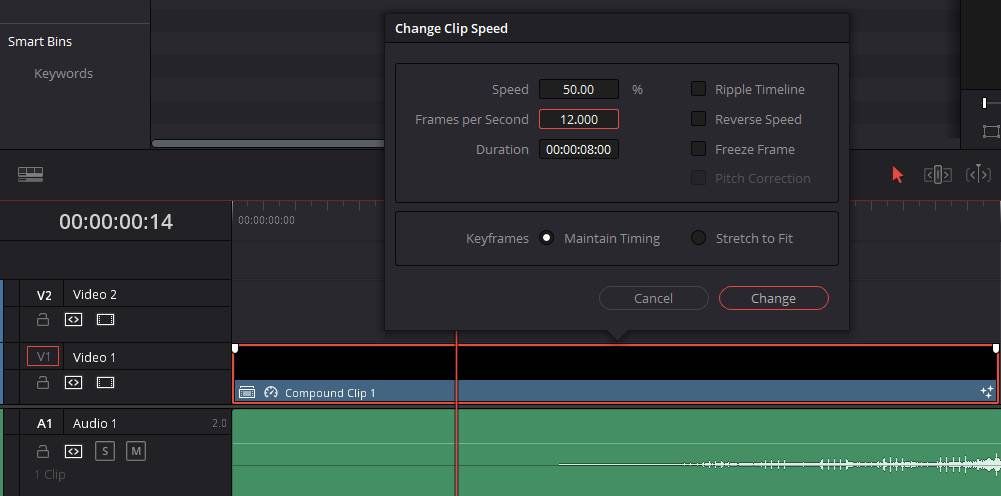 Change Clip Speed
Smart Bins
Keywords
Speed 50.00 % Ripple Timeline
Frames per Second 12.000 Reverse Speed
Duration 00:00:08:00 Freeze Frame
Pitch Correction
00:00:00:14
00:00:00:00
Keyframes Maintain Timing Stretch to Fit
Cancel Change
V2 Video 2
V1 Video 1
Compound Clip 1
A1 Audio 1 2.0
S M
1 Clip